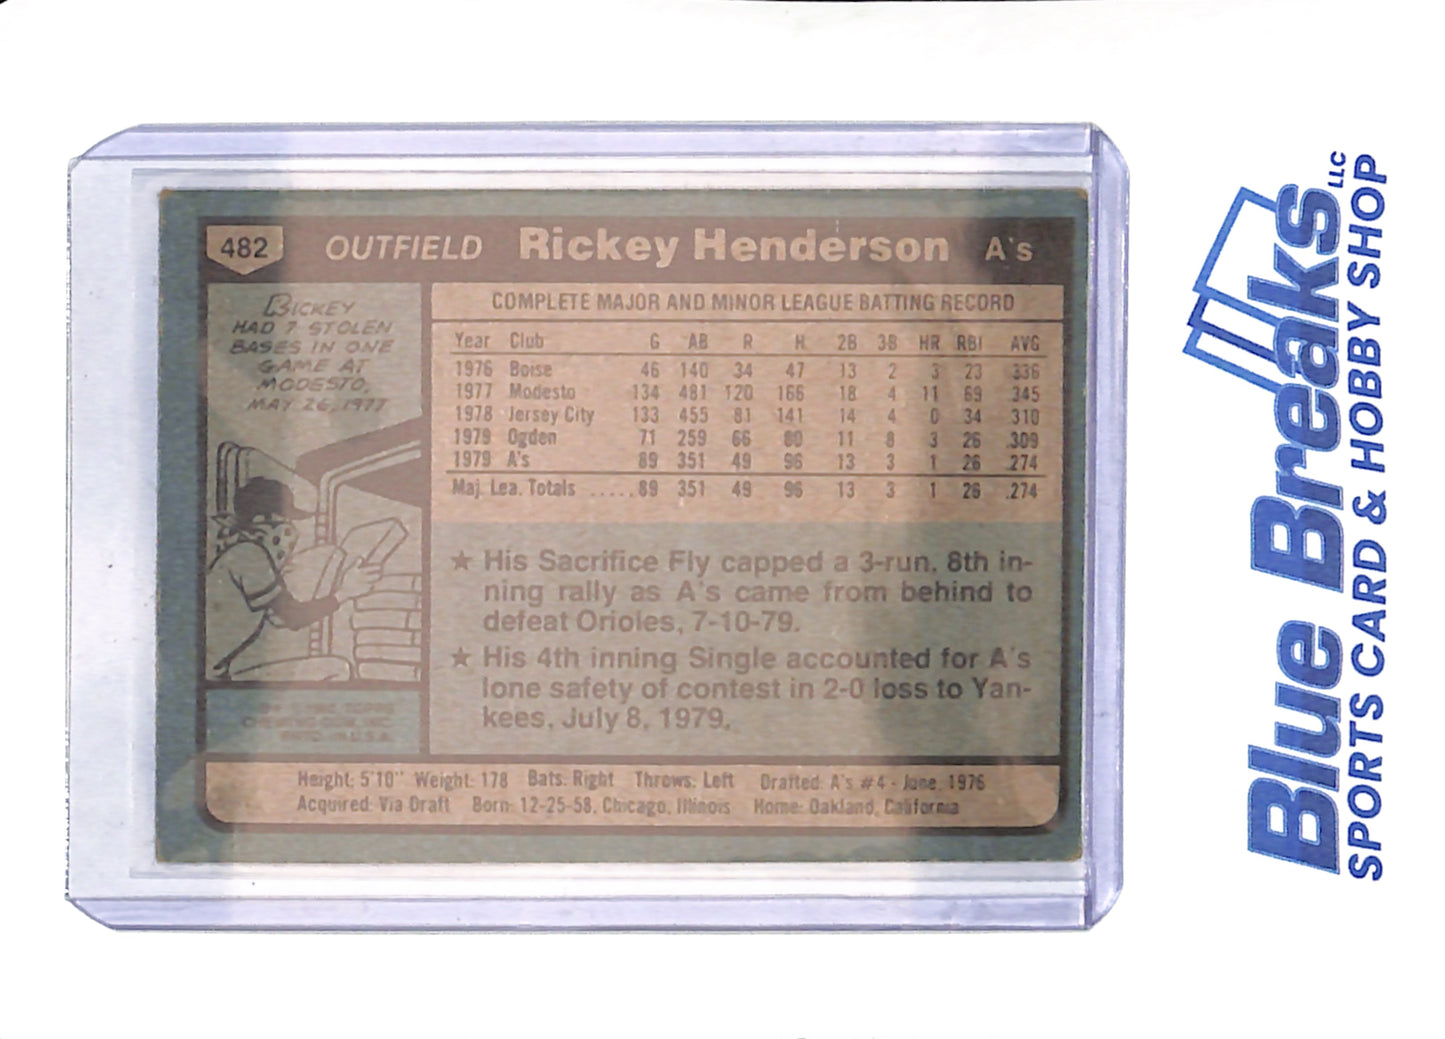 482 OUTFIELD Rickey Henderson A's
RICKEY
HAD 7 STOLEN
BASES IN ONE
GAME AT
MODESTO,
MAY 26, 1977
COMPLETE MAJOR AND MINOR LEAGUE BATTING RECORD
Year Club G AB R H 2B 3B HR RBI AVG
1976 Boise 46 140 34 47 13 2 3 23 .336
1977 Modesto 134 481 120 166 18 4 11 69 .345
1978 Jersey City 133 455 81 141 14 4 0 34 .310
1979 Ogden 71 259 66 80 11 8 3 26 .309
1979 A's 89 351 49 96 13 3 1 26 .274
Maj. Lea. Totals ..... 89 351 49 96 13 3 1 26 .274
★ His Sacrifice Fly capped a 3-run, 8th in-
ning rally as A's came from behind to
defeat Orioles, 7-10-79.
★ His 4th inning Single accounted for A's
lone safety of contest in 2-0 loss to Yan-
kees, July 8, 1979.
TOPPS
CHEWING GUM, INC.
PRTD. IN U.S.A.
Height: 5'10" Weight: 178 Bats: Right Throws: Left Drafted: A's #4 - June, 1976
Acquired: Via Draft Born: 12-25-58, Chicago, Illinois Home: Oakland, California
Blue Breaks LLC
SPORTS CARD & HOBBY SHOP